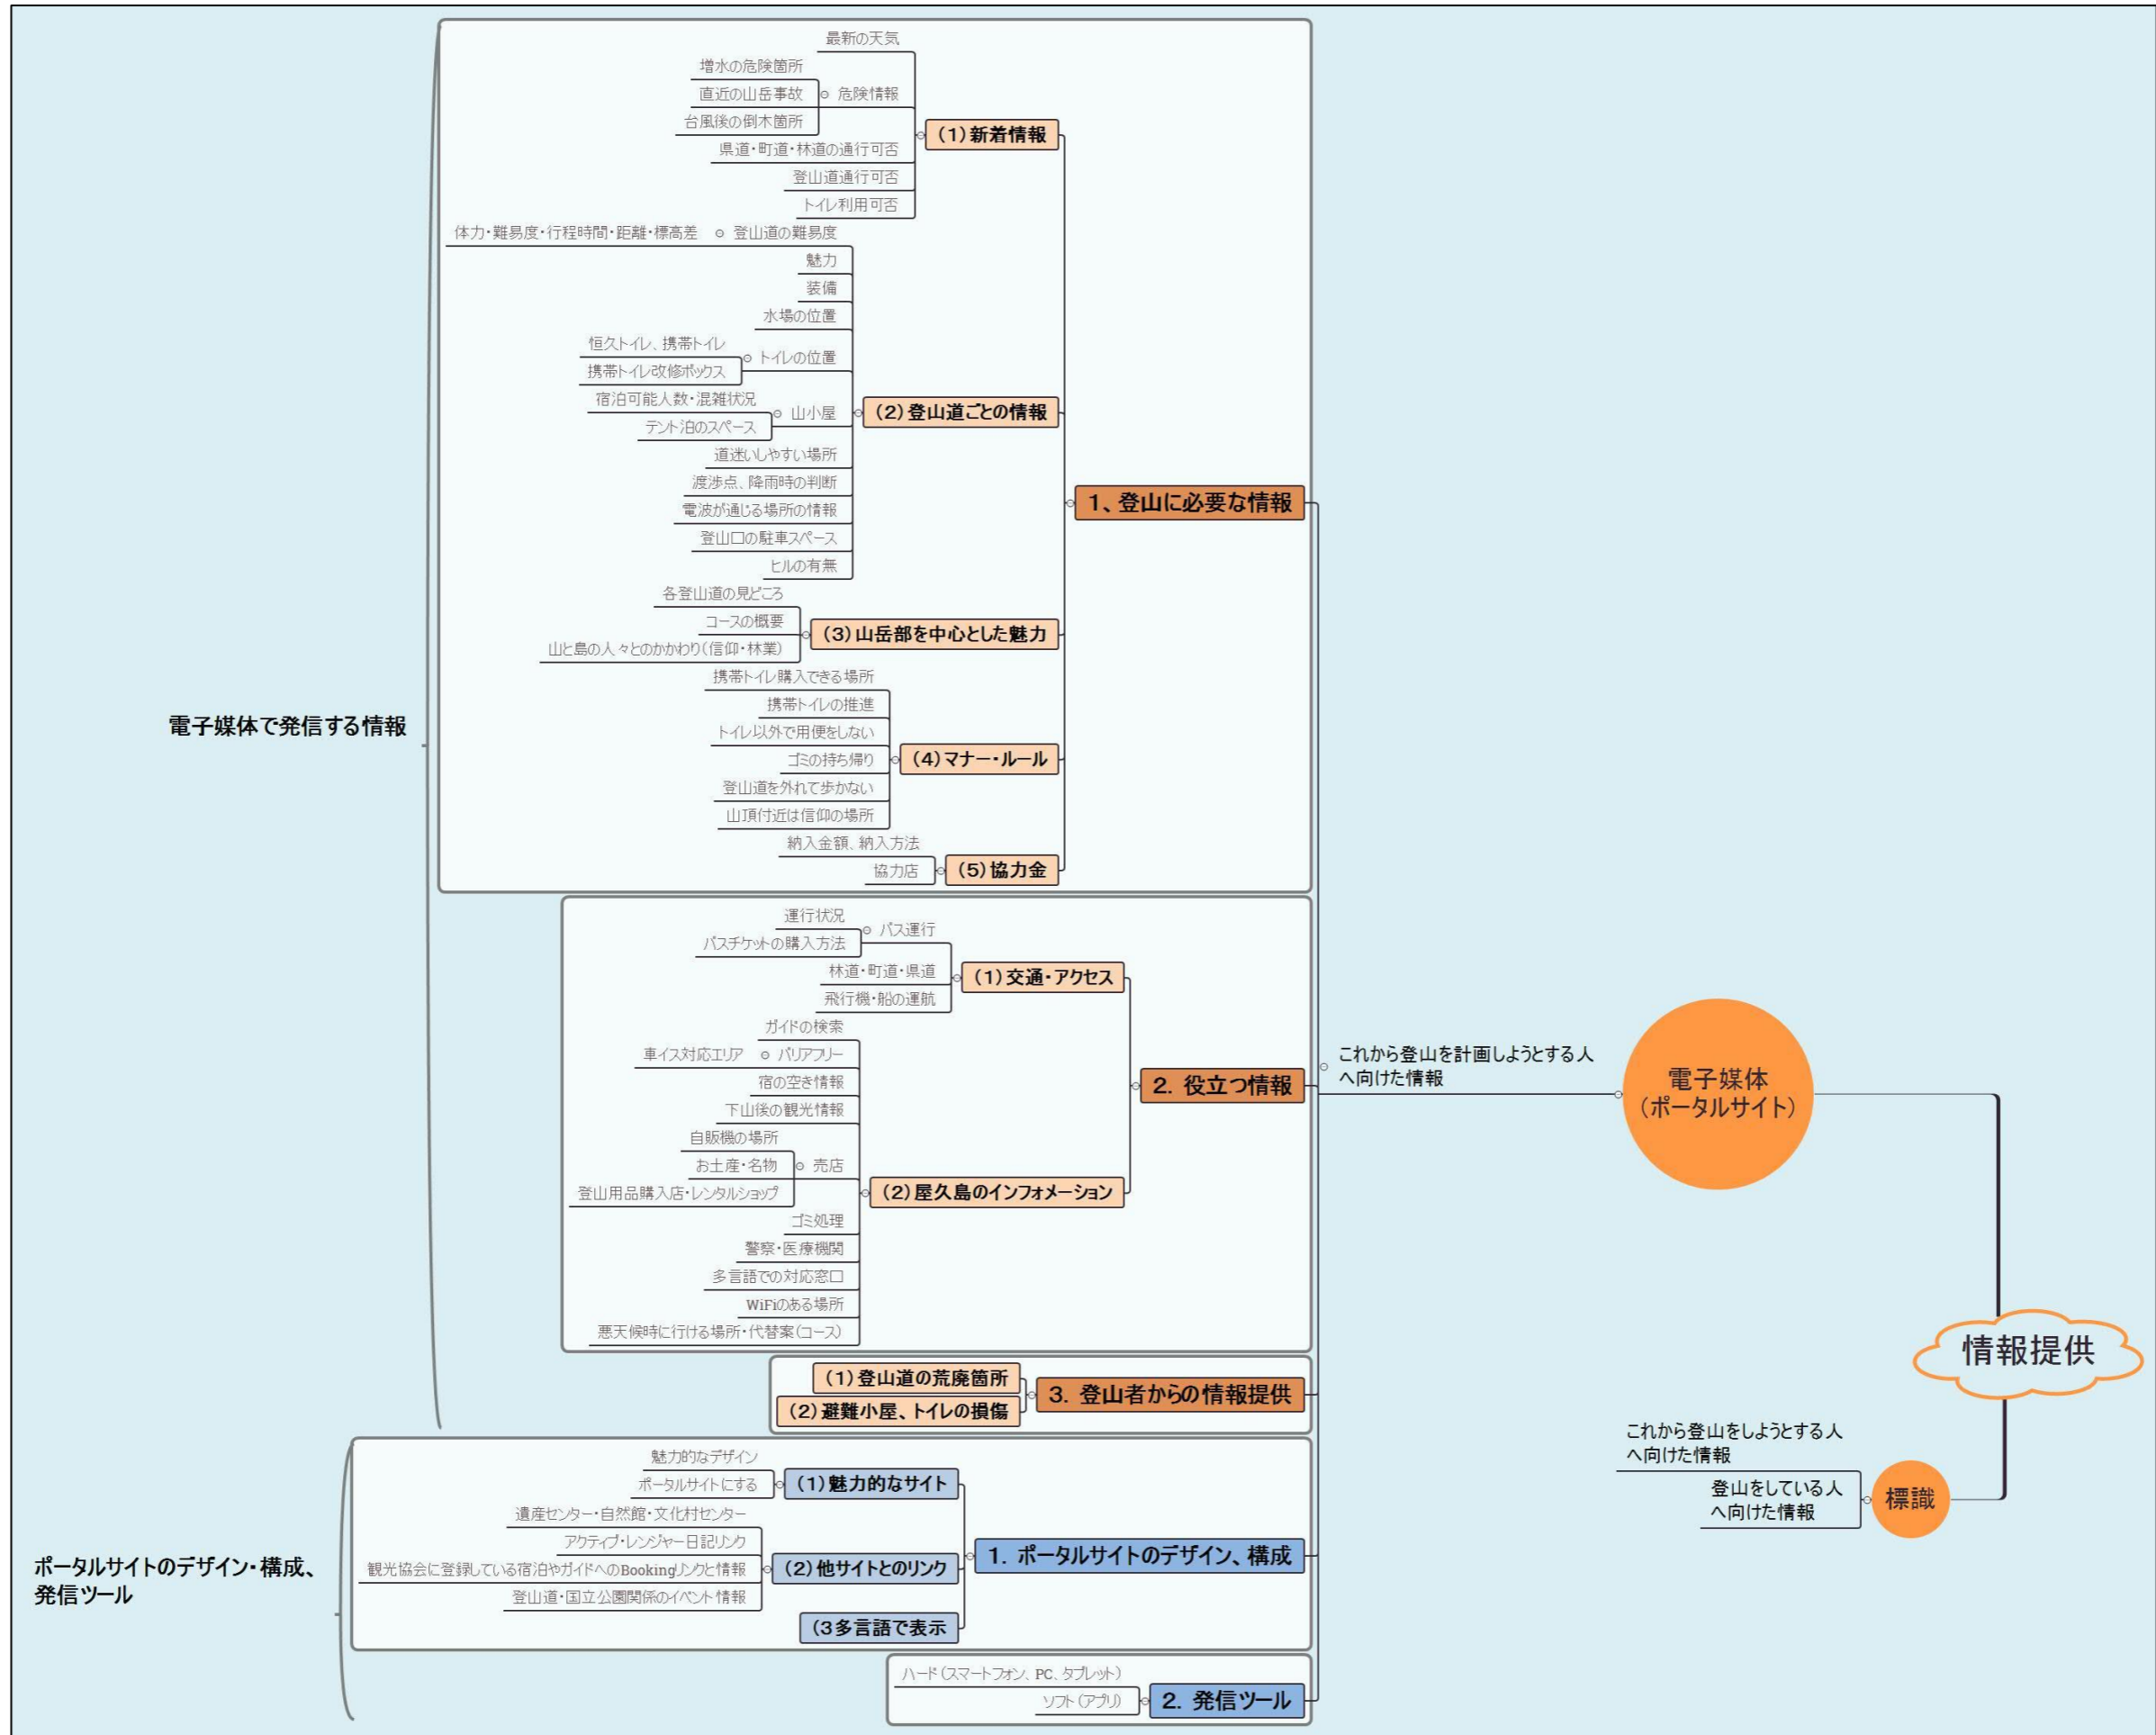 最新の天気
増水の危険箇所
直近の山岳事故
台風後の倒木箇所
危険情報
県道・町道・林道の通行可否
登山道通行可否
トイレ利用可否
(1)新着情報
体力・難易度・行程時間・距離・標高差
登山道の難易度
魅力
装備
水場の位置
恒久トイレ、携帯トイレ
携帯トイレ改修ボックス
トイレの位置
宿泊可能人数・混雑状況
テント泊のスペース
山小屋
道迷いしやすい場所
渡渉点、降雨時の判断
電波が通じる場所の情報
登山口の駐車スペース
ヒルの有無
(2)登山道ごとの情報
各登山道の見どころ
コースの概要
山と島の人々とのかかわり(信仰・林業)
(3)山岳部を中心とした魅力
携帯トイレ購入できる場所
携帯トイレの推進
トイレ以外で用便をしない
ゴミの持ち帰り
登山道を外れて歩かない
山頂付近は信仰の場所
(4)マナー・ルール
納入金額、納入方法
協力店
(5)協力金
1、登山に必要な情報
電子媒体で発信する情報
運行状況
バスチケットの購入方法
バス運行
林道・町道・県道
飛行機・船の運航
(1)交通・アクセス
ガイドの検索
車イス対応エリア
バリアフリー
宿の空き情報
下山後の観光情報
自販機の場所
お土産・名物
登山用品購入店・レンタルショップ
売店
ゴミ処理
警察・医療機関
多言語での対応窓口
WiFiのある場所
悪天候時に行ける場所・代替案(コース)
(2)屋久島のインフォメーション
2. 役立つ情報
(1)登山道の荒廃箇所
(2)避難小屋、トイレの損傷
3. 登山者からの情報提供
魅力的なデザイン
ポータルサイトにする
(1)魅力的なサイト
遺産センター・自然館・文化村センター
アクティブ・レンジャー日記リンク
観光協会に登録している宿泊やガイドへのBookingリンクと情報
登山道・国立公園関係のイベント情報
(2)他サイトとのリンク
(3多言語で表示
1. ポータルサイトのデザイン、構成
ハード(スマートフォン、PC、タブレット)
ソフト(アプリ)
2. 発信ツール
ポータルサイトのデザイン・構成、
発信ツール
これから登山を計画しようとする人
へ向けた情報
電子媒体
(ポータルサイト)
情報提供
これから登山をしようとする人
へ向けた情報
登山をしている人
へ向けた情報
標識